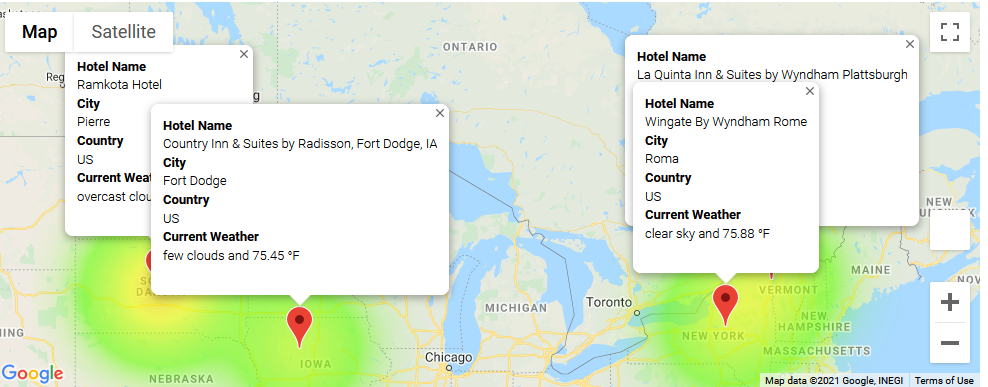 Map
Satellite
ONTARIO
Hotel Name
Ramkota Hotel
City
Pierre
Country
US
Current Weat
overcast clou
Hotel Name
Country Inn & Suites by Radisson, Fort Dodge, IA
City
Fort Dodge
Country
US
Current Weather
few clouds and 75.45 °F
Hotel Name
La Quinta Inn & Suites by Wyndham Plattsburgh
Hotel Name
Wingate By Wyndham Rome
City
Roma
Country
US
Current Weather
clear sky and 75.88 °F
NEW
MAINE
VERMONT
Toronto
MICHIGAN
NEW YORK
NEW
HAMPSHIRE
MASSACHUSETTS
IOWA
Chicago
NEBRASKA
Google
Map data ©2021 Google, INEGI
Terms of Use